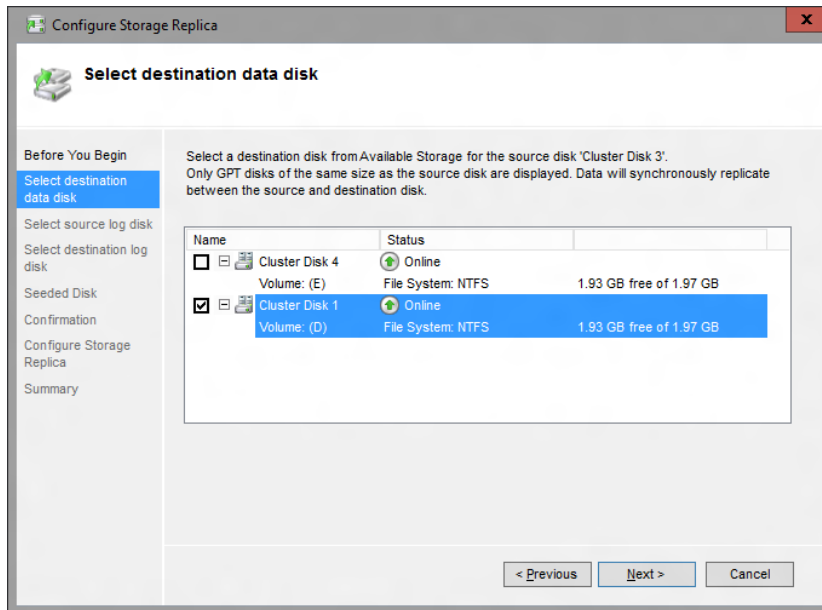 Configure Storage Replica
x
Select destination data disk
Before You Begin
Select destination
data disk
Select source log disk
Select destination log
disk
Seeded Disk
Confirmation
Configure Storage
Replica
Summary
Select a destination disk from Available Storage for the source disk 'Cluster Disk 3'.
Only GPT disks of the same size as the source disk are displayed. Data will synchronously replicate
between the source and destination disk.
Name Status
Cluster Disk 4 Online
Volume: (E) File System: NTFS 1.93 GB free of 1.97 GB
Cluster Disk 1 Online
Volume: (D) File System: NTFS 1.93 GB free of 1.97 GB
< Previous Next > Cancel